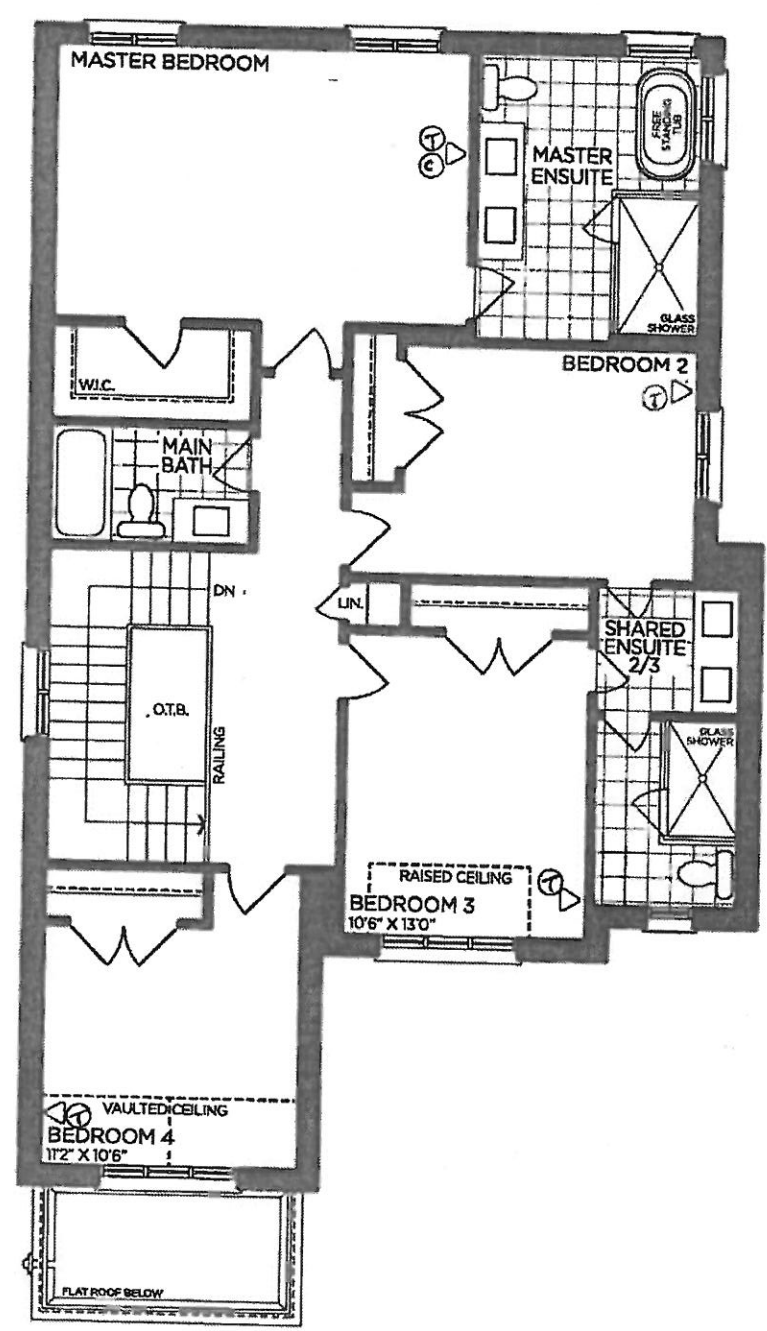 MASTER BEDROOM
T
C
MASTER
ENSUITE
FREE
STANDING
TUB
GLASS
SHOWER
W.I.C.
BEDROOM 2
T
MAIN
BATH
DN
LIN.
SHARED
ENSUITE
2/3
O.T.B.
RAILING
GLASS
SHOWER
RAISED CEILING
T
BEDROOM 3
10'6" X 13'0"
VAULTED CEILING
T
BEDROOM 4
11'2" X 10'6"
FLAT ROOF BELOW